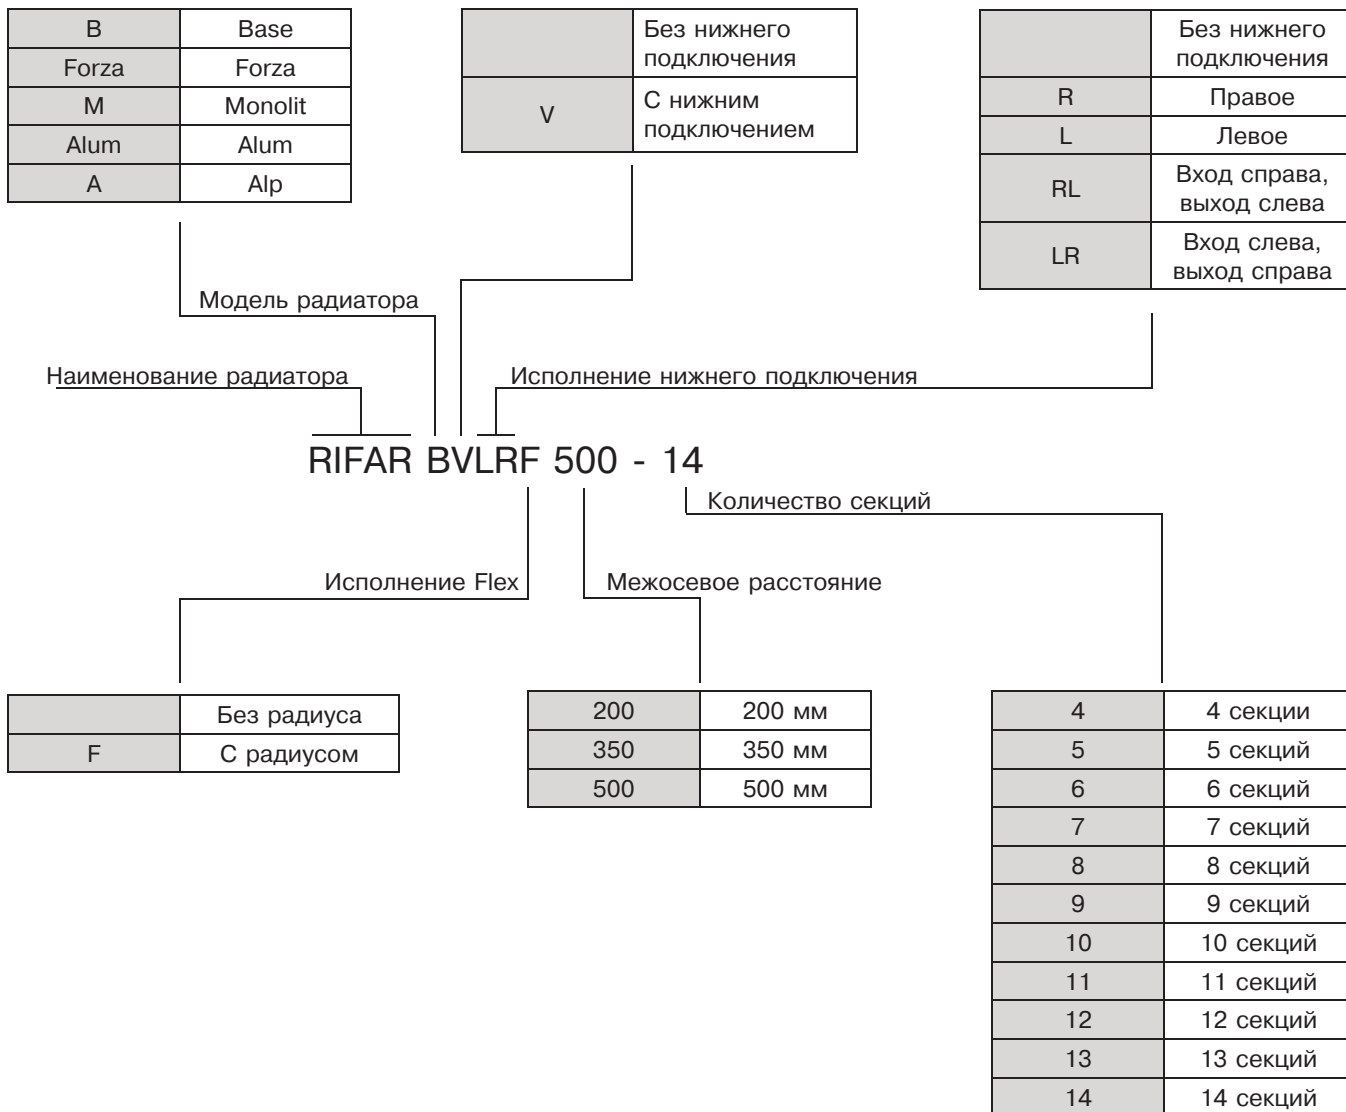 B Base
Forza Forza
M Monolit
Alum Alum
A Alp
Без нижнего
подключения
V С нижним
подключением
Без нижнего
подключения
R Правое
L Левое
RL Вход справа,
выход слева
LR Вход слева,
выход справа
Модель радиатора
Наименование радиатора
Исполнение нижнего подключения
RIFAR BVLRF 500 - 14
Количество секций
Исполнение Flex
Межосевое расстояние
Без радиуса
F С радиусом
200 200 мм
350 350 мм
500 500 мм
4 4 секции
5 5 секций
6 6 секций
7 7 секций
8 8 секций
9 9 секций
10 10 секций
11 11 секций
12 12 секций
13 13 секций
14 14 секций